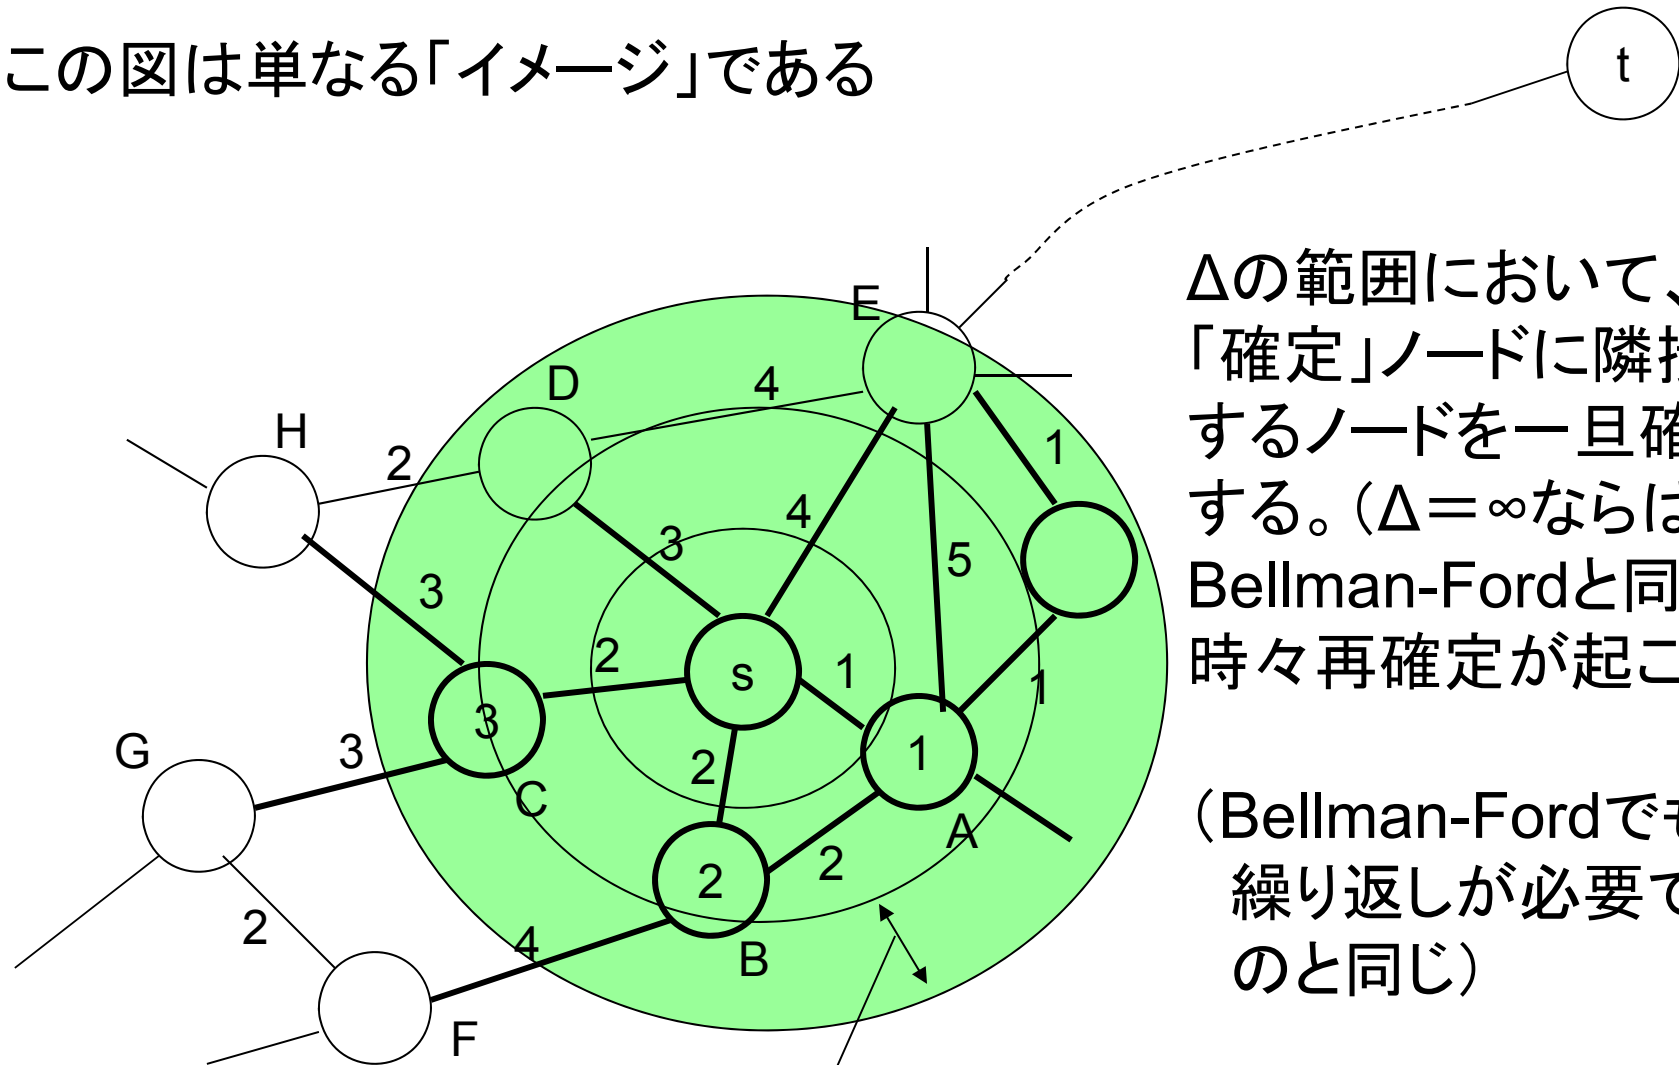 この図は単なる「イメージ」である
t
Δの範囲において、
「確定」ノードに隣接
するノードを一旦確
する。（Δ＝∞ならば
Bellman-Fordと同
時々再確定が起こ
（Bellman-Fordでも
繰り返しが必要で
のと同じ）
E
D
4
H
2
1
4
3
5
3
2
s
1
1
3
1
G
3
2
C
A
2
2
2
4
B
F